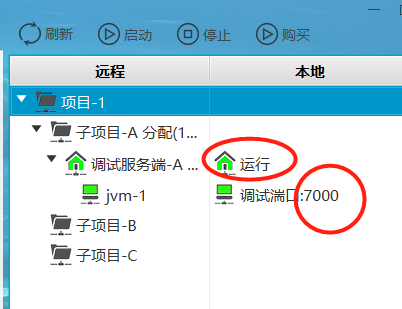 刷新 启动 停止 购买
远程 本地
项目-1
子项目-A 分配(1...
调试服务端-A ... 运行
jvm-1 调试湍口:7000
子项目-B
子项目-C